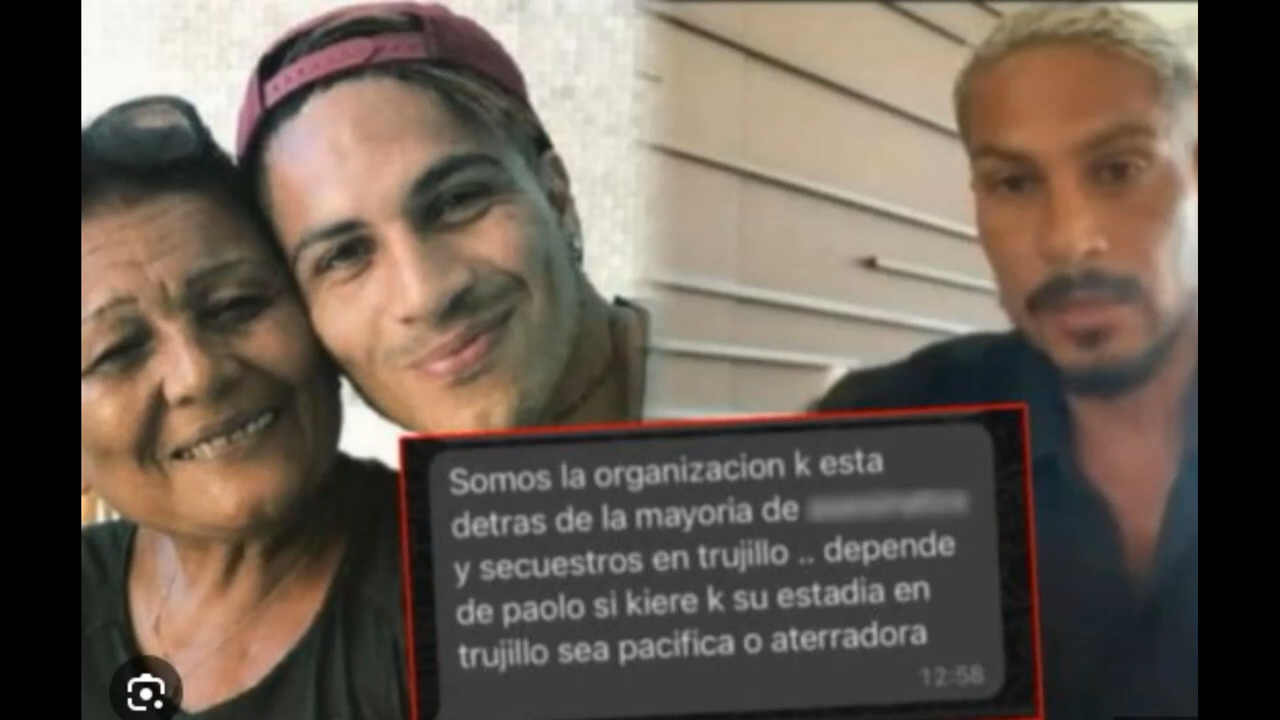 Somos la organizacion k esta
detras de la mayoria de
y secuestros en trujillo .. depende
de paolo si kiere k su estadia en
trujillo sea pacifica o aterradora
12:58